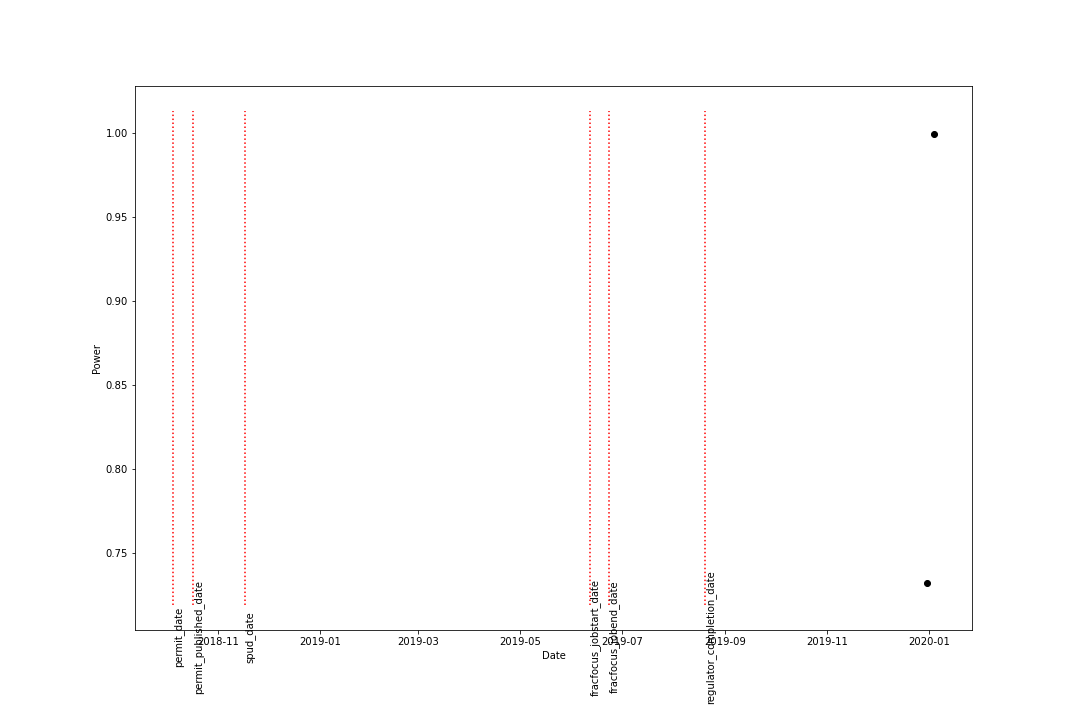 1.00
0.95
0.90
0.85
0.80
0.75
Power
2018-11
2019-01
2019-03
2019-05
2019-07
2019-09
2019-11
2020-01
Date
permit_date
permit_published_date
spud_date
fracfocus_jobstart_date
fracfocus_jobend_date
regulator_completion_date